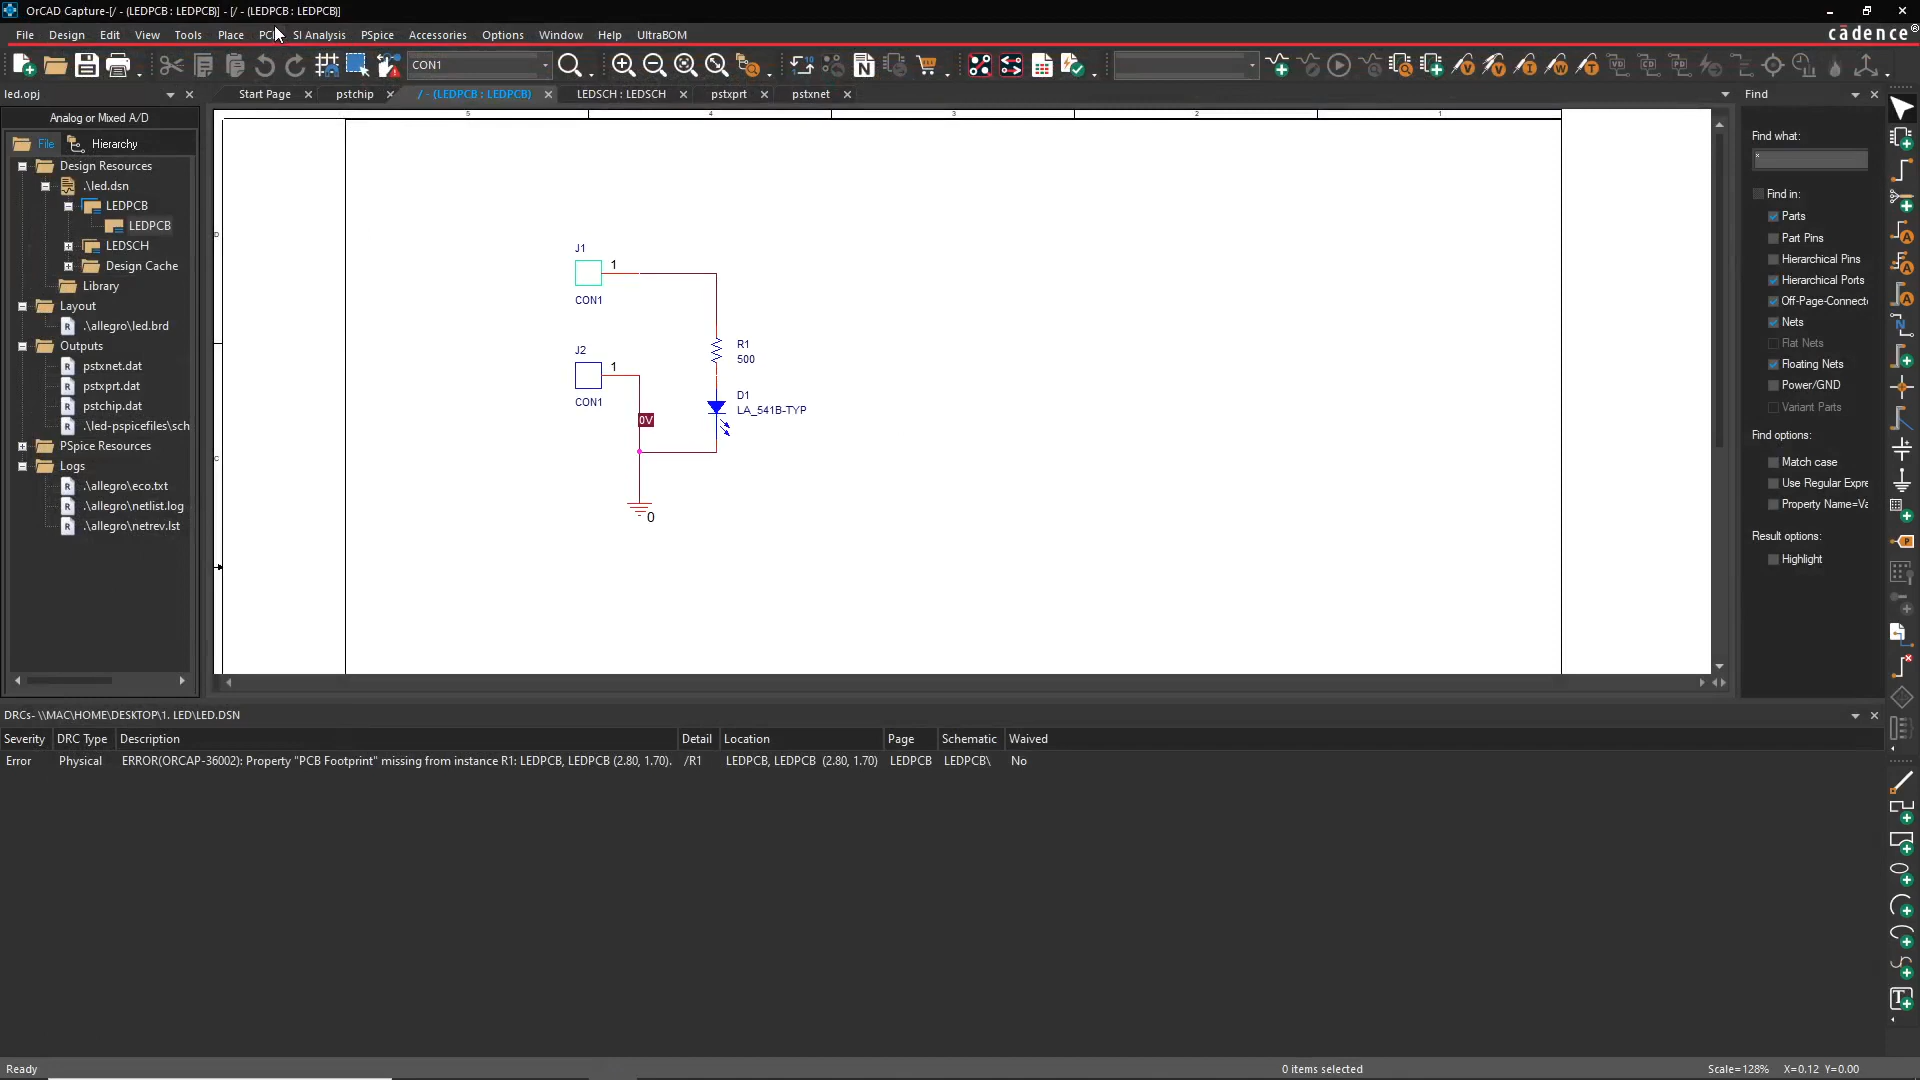 OrCAD Capture-[/ - (LEDPCB : LEDPCB)] - [/ - (LEDPCB : LEDPCB)]
File Design Edit View Tools Place SI Analysis PSpice Accessories Options Window Help UltraBOM
cādence®
CON1
led.opj
Start Page
pstchip
/ - (LEDPCB : LEDPCB)
LEDSCH : LEDSCH
pstxprt
pstxnet
Find
Analog or Mixed A/D
File
Hierarchy
Design Resources
.\led.dsn
LEDPCB
LEDPCB
LEDSCH
Design Cache
Library
Layout
.\allegro\led.brd
Outputs
pstxnet.dat
pstxprt.dat
pstchip.dat
.\led-pspicefiles\sch
PSpice Resources
Logs
.\allegro\eco.txt
.\allegro\netlist.log
.\allegro\netrev.lst
5 4 3 2 1
D
C
J1
1
CON1
J2
1
CON1
0V
R1
500
D1
LA_541B-TYP
0
Find what:
*
Find in:
Parts
Part Pins
Hierarchical Pins
Hierarchical Ports
Off-Page-Connect
Nets
Flat Nets
Floating Nets
Power/GND
Variant Parts
Find options:
Match case
Use Regular Expre
Property Name=Va
Result options:
Highlight
DRCs- \\MAC\HOME\DESKTOP\1. LED\LED.DSN
Severity DRC Type Description Detail Location Page Schematic Waived
Error Physical ERROR(ORCAP-36002): Property "PCB Footprint" missing from instance R1: LEDPCB, LEDPCB (2.80, 1.70). /R1 LEDPCB, LEDPCB (2.80, 1.70) LEDPCB LEDPCB\ No
Ready
0 items selected
Scale=128% X=0.12 Y=0.00